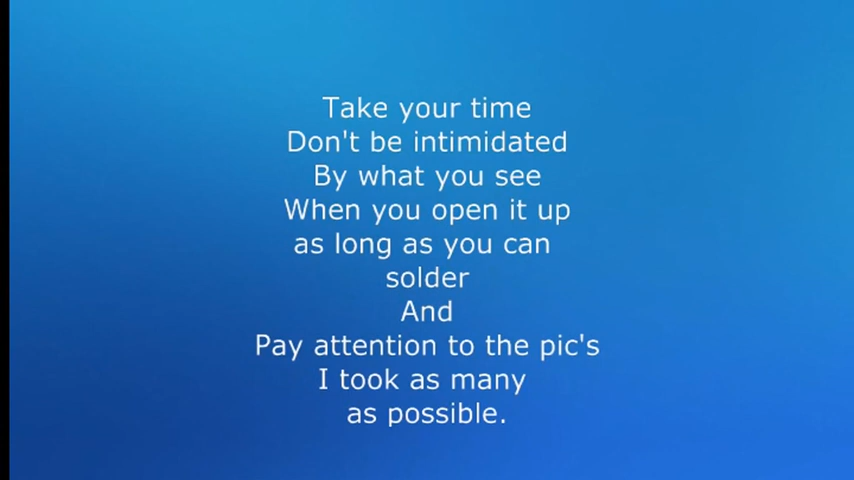 Take your time
Don't be intimidated
By what you see
When you open it up
as long as you can
solder
And
Pay attention to the pic's
I took as many
as possible.